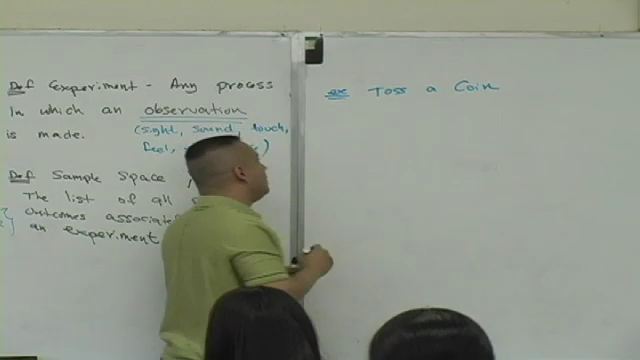 Def Experiment - Any process
In which an observation
is made. (sight, sound, touch,
feel, )
Def Sample Space
The list of all
outcomes associated
an experiment
ex Toss a Coin